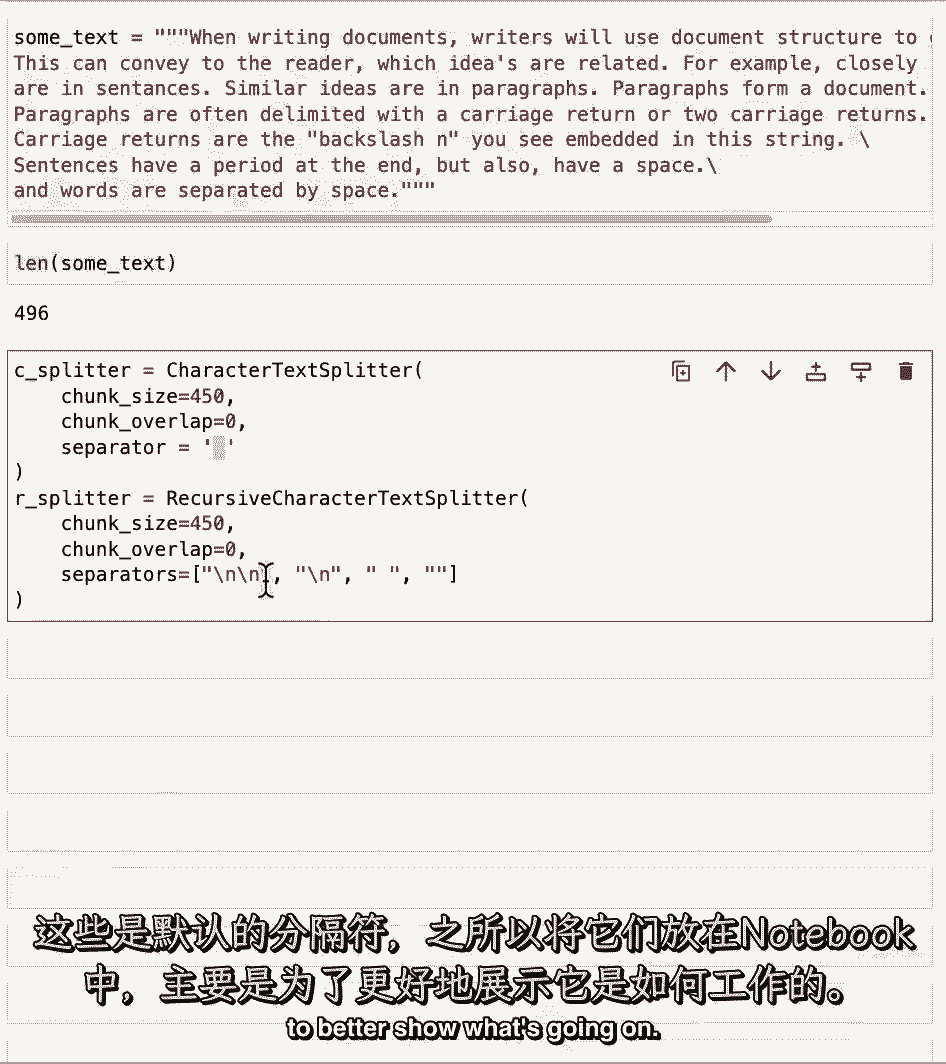 some_text = """When writing documents, writers will use document structure to
This can convey to the reader, which idea's are related. For example, closely
are in sentances. Similar ideas are in paragraphs. Paragraphs form a document.
Paragraphs are often delimited with a carriage return or two carriage returns.
Carriage returns are the "backslash n" you see embedded in this string. \
Sentences have a period at the end, but also, have a space.\
and words are separated by space."""
len(some_text)
496
c_splitter = CharacterTextSplitter(
    chunk_size=450,
    chunk_overlap=0,
    separator = ' '
)
r_splitter = RecursiveCharacterTextSplitter(
    chunk_size=450,
    chunk_overlap=0,
    separators=["\n\n", "\n", " ", ""]
)
这些是默认的分隔符，之所以将它们放在Notebook
中，主要是为了更好地展示它是如何工作的。
to better show what's going on.